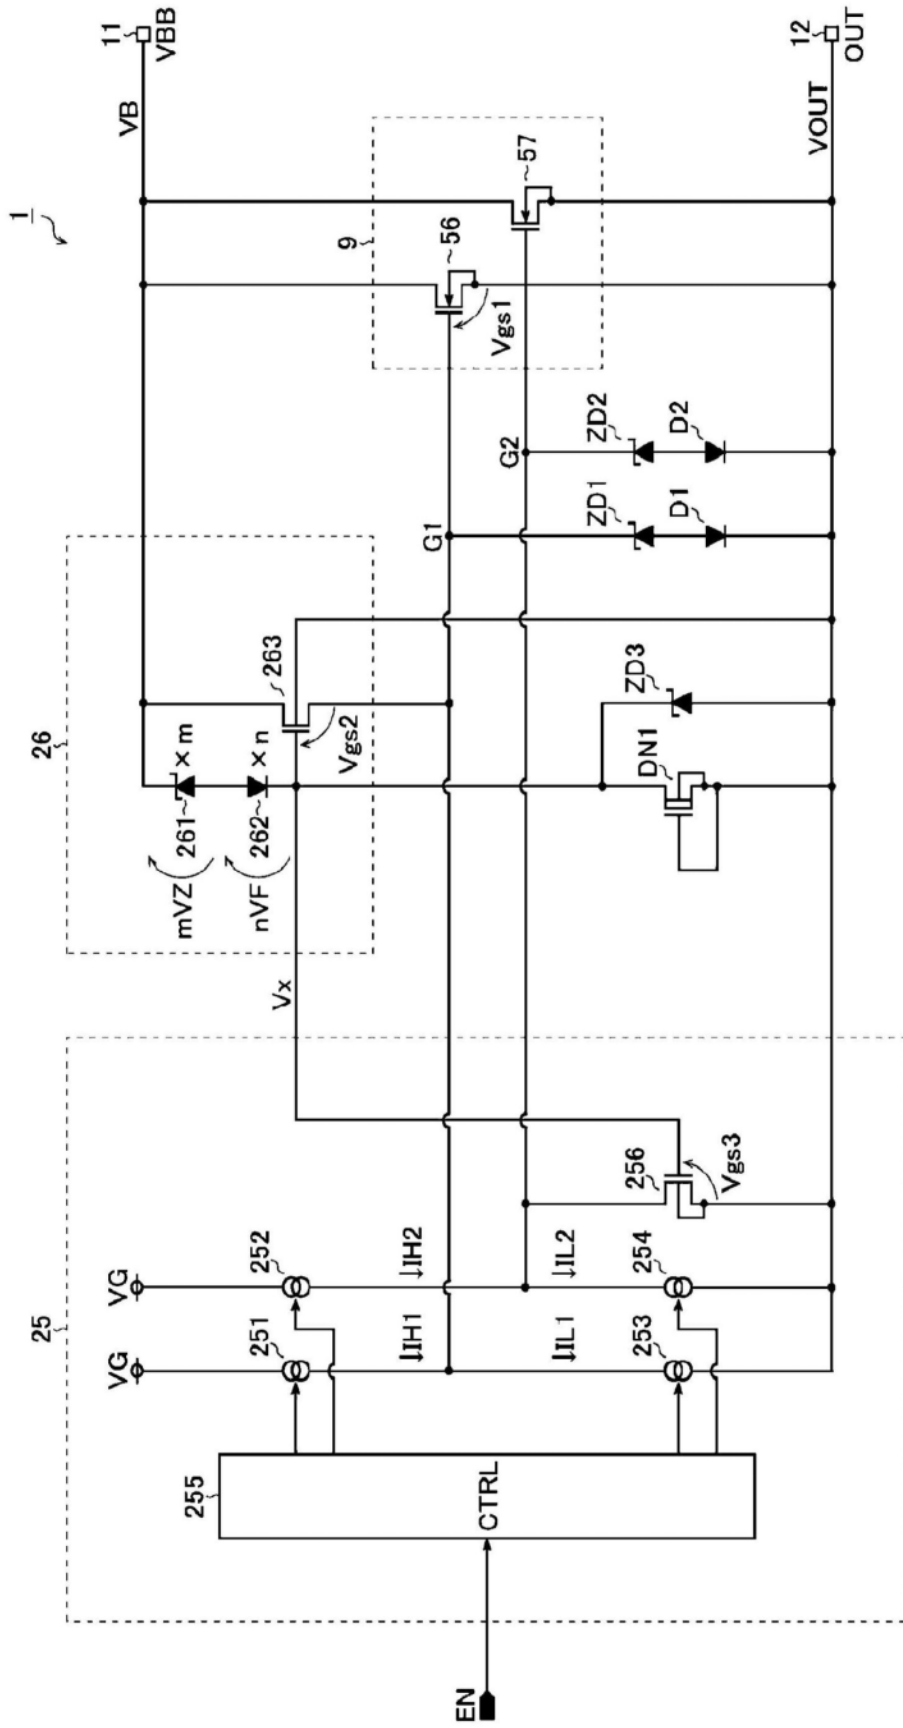 1
11
VBB
VB
26
261
mVZ
× m
262
nVF
× n
263
Vgs2
9
56
Vgs1
57
Vx
G1
G2
ZD1
D1
ZD2
D2
ZD3
DN1
25
VG
VG
251
252
↓IH1
↓IH2
↓IL1
↓IL2
253
254
256
Vgs3
255
CTRL
EN
VOUT
12
OUT